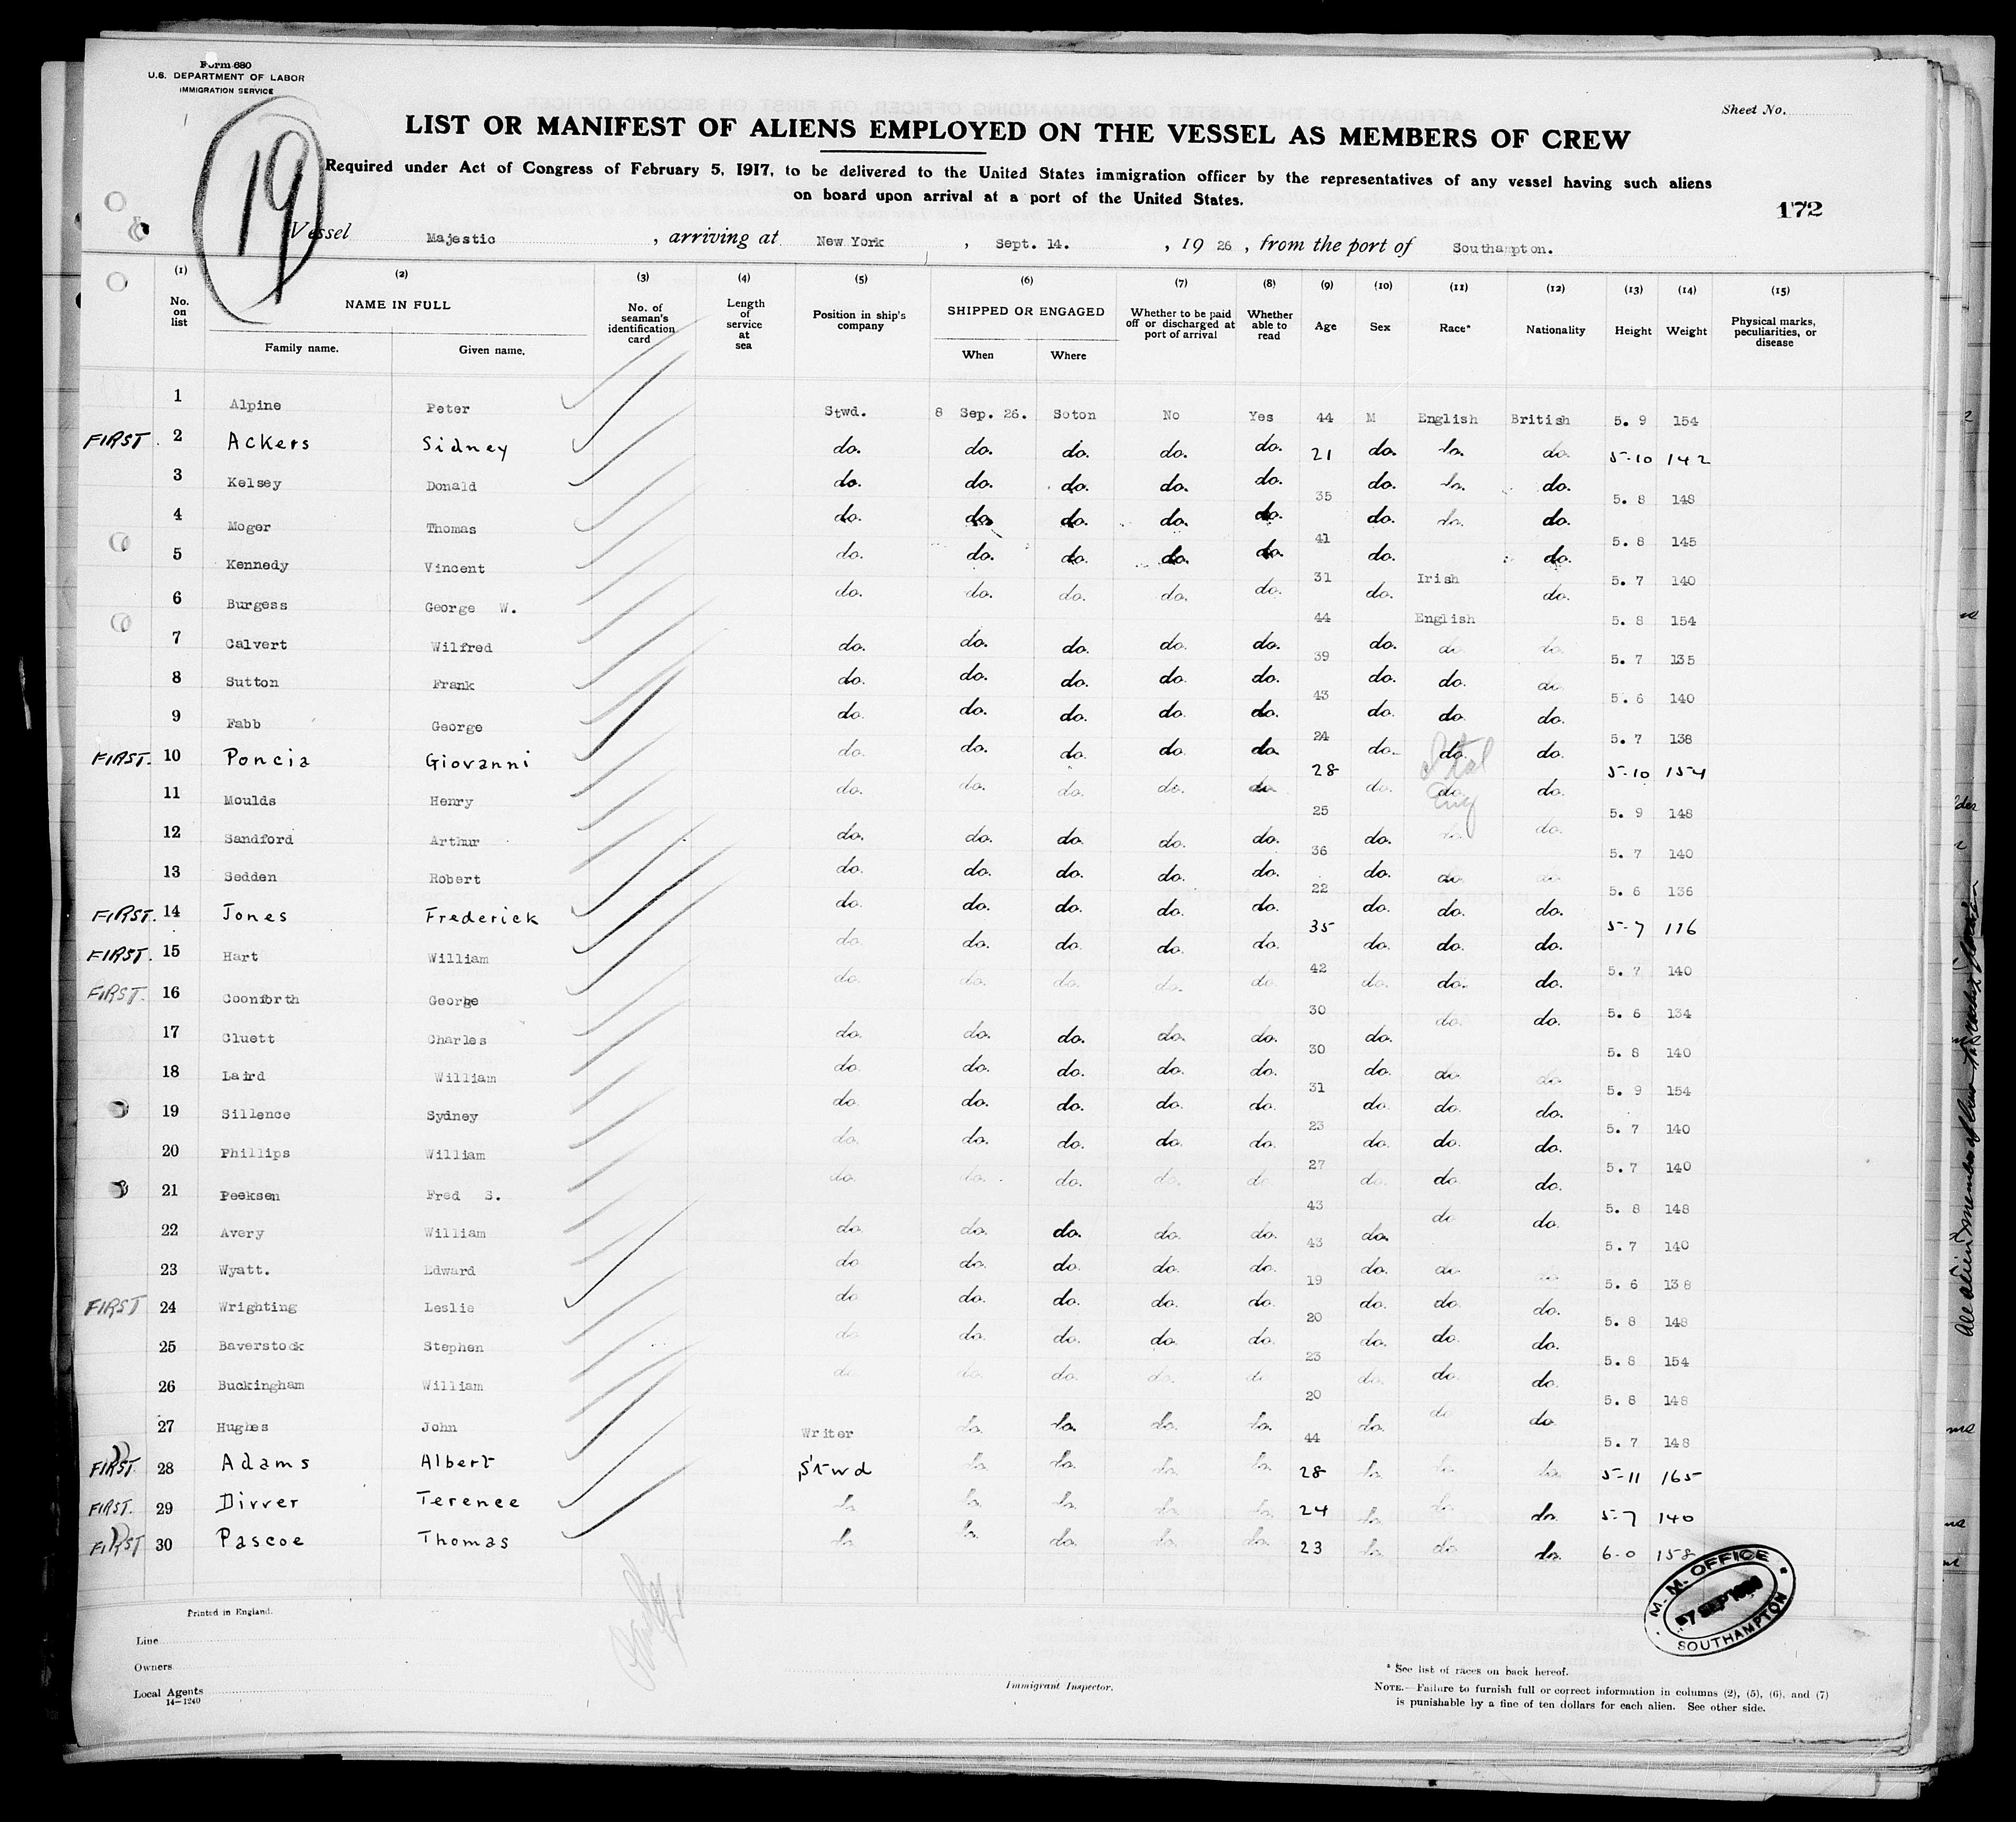 Form 680
U.S. DEPARTMENT OF LABOR
IMMIGRATION SERVICE
Sheet No.
19
LIST OR MANIFEST OF ALIENS EMPLOYED ON THE VESSEL AS MEMBERS OF CREW
Required under Act of Congress of February 5, 1917, to be delivered to the United States immigration officer by the representatives of any vessel having such aliens
on board upon arrival at a port of the United States.
172
Vessel Majestic, arriving at New York, Sept. 14., 1926, from the port of Southampton.
(1) (2) (3) (4) (5) (6) (7) (8) (9) (10) (11) (12) (13) (14) (15)
No. on list NAME IN FULL No. of seaman's identification card Length of service at sea Position in ship's company SHIPPED OR ENGAGED Whether to be paid off or discharged at port of arrival Whether able to read Age Sex Race* Nationality Height Weight Physical marks, peculiarities, or disease
Family name. Given name. When Where
1 Alpine Peter Stwd. 8 Sep. 26. Soton No Yes 44 M English British 5. 9 154
FIRST. 2 Ackers Sidney do. do. do. do. do. 21 do. do. do. 5-10 142
3 Kelsey Donald do. do. do. do. do. 35 do. do. do. 5. 8 148
4 Moger Thomas do. do. do. do. do. 41 do. do. do. 5. 8 145
5 Kennedy Vincent do. do. do. do. do. 31 do. Irish do. 5. 7 140
6 Burgess George W. do. do. do. do. do. 44 do. English do. 5. 8 154
7 Calvert Wilfred do. do. do. do. do. 39 do. do. do. 5. 7 135
8 Sutton Frank do. do. do. do. do. 43 do. do. do. 5. 6 140
9 Fabb George do. do. do. do. do. 24 do. do. do. 5. 7 138
FIRST. 10 Poncia Giovanni do. do. do. do. do. 28 do. do. Ital do. 5-10 154
11 Moulds Henry do. do. do. do. do. 25 do. do. Eng do. 5. 9 148
12 Sandford Arthur do. do. do. do. do. 36 do. do. do. 5. 7 140
13 Sedden Robert do. do. do. do. do. 22 do. do. do. 5. 6 136
FIRST. 14 Jones Frederick do. do. do. do. do. 35 do. do. do. 5-7 116
FIRST. 15 Hart William do. do. do. do. do. 42 do. do. do. 5. 7 140
FIRST. 16 George do. do. do. do. do. 30 do. do. do. 5. 6 134
17 Cluett Charles do. do. do. do. do. 30 do. do. do. 5. 8 140
18 Laird William do. do. do. do. do. 31 do. do. do. 5. 9 154
19 Sillence Sydney do. do. do. do. do. 23 do. do. do. 5. 7 140
20 Phillips William do. do. do. do. do. 27 do. do. do. 5. 7 140
21 Peeksen Fred S. do. do. do. do. do. 43 do. do. do. 5. 8 148
22 Avery William do. do. do. do. do. 43 do. do. do. 5. 7 140
23 Wyatt. Edward do. do. do. do. do. 19 do. do. do. 5. 6 138
FIRST 24 Wrighting Leslie do. do. do. do. do. 20 do. do. do. 5. 8 148
25 Baverstock Stephen do. do. do. do. do. 23 do. do. do. 5. 8 154
26 Buckingham William do. do. do. do. do. 20 do. do. do. 5. 8 148
27 Hughes John Writer do. do. do. do. 44 do. do. do. 5. 7 148
FIRST. 28 Adams Albert Stwd do. do. do. do. 28 do. do. do. 5-11 165
FIRST. 29 Divver Terence do. do. do. do. do. 24 do. do. do. 5-7 140
FIRST 30 Pascoe Thomas do. do. do. do. do. 23 do. do. do. 6-0 158
M. M. OFFICE
SOUTHAMPTON
Printed in England.
Line
Owners
Local Agents
14-1240
Immigrant Inspector.
* See list of races on back hereof.
NOTE.—Failure to furnish full or correct information in columns (2), (5), (6), and (7)
is punishable by a fine of ten dollars for each alien. See other side.